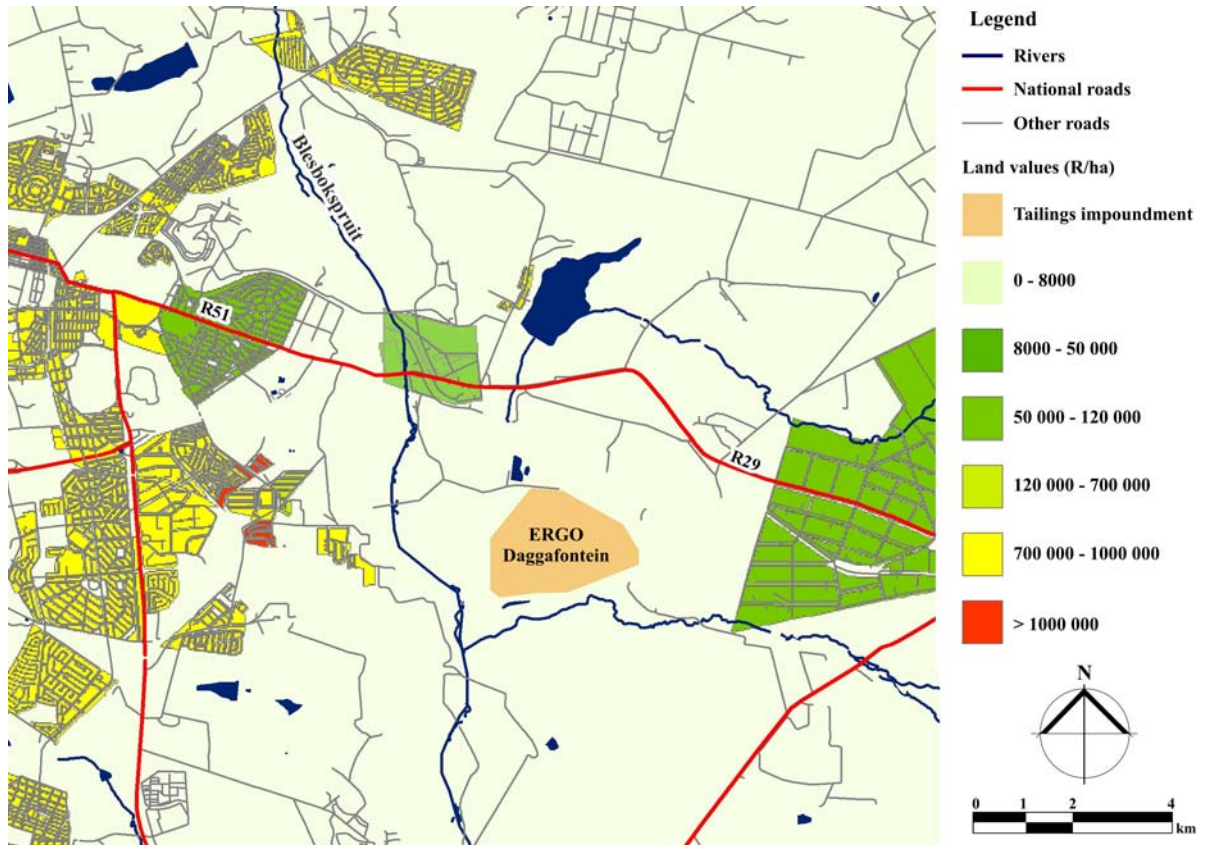 Blesbokspruit
R51
R29
ERGO
Daggafontein
Legend
Rivers
National roads
Other roads
Land values (R/ha)
Tailings impoundment
0 - 8000
8000 - 50 000
50 000 - 120 000
120 000 - 700 000
700 000 - 1000 000
> 1000 000
N
0 1 2 4
km